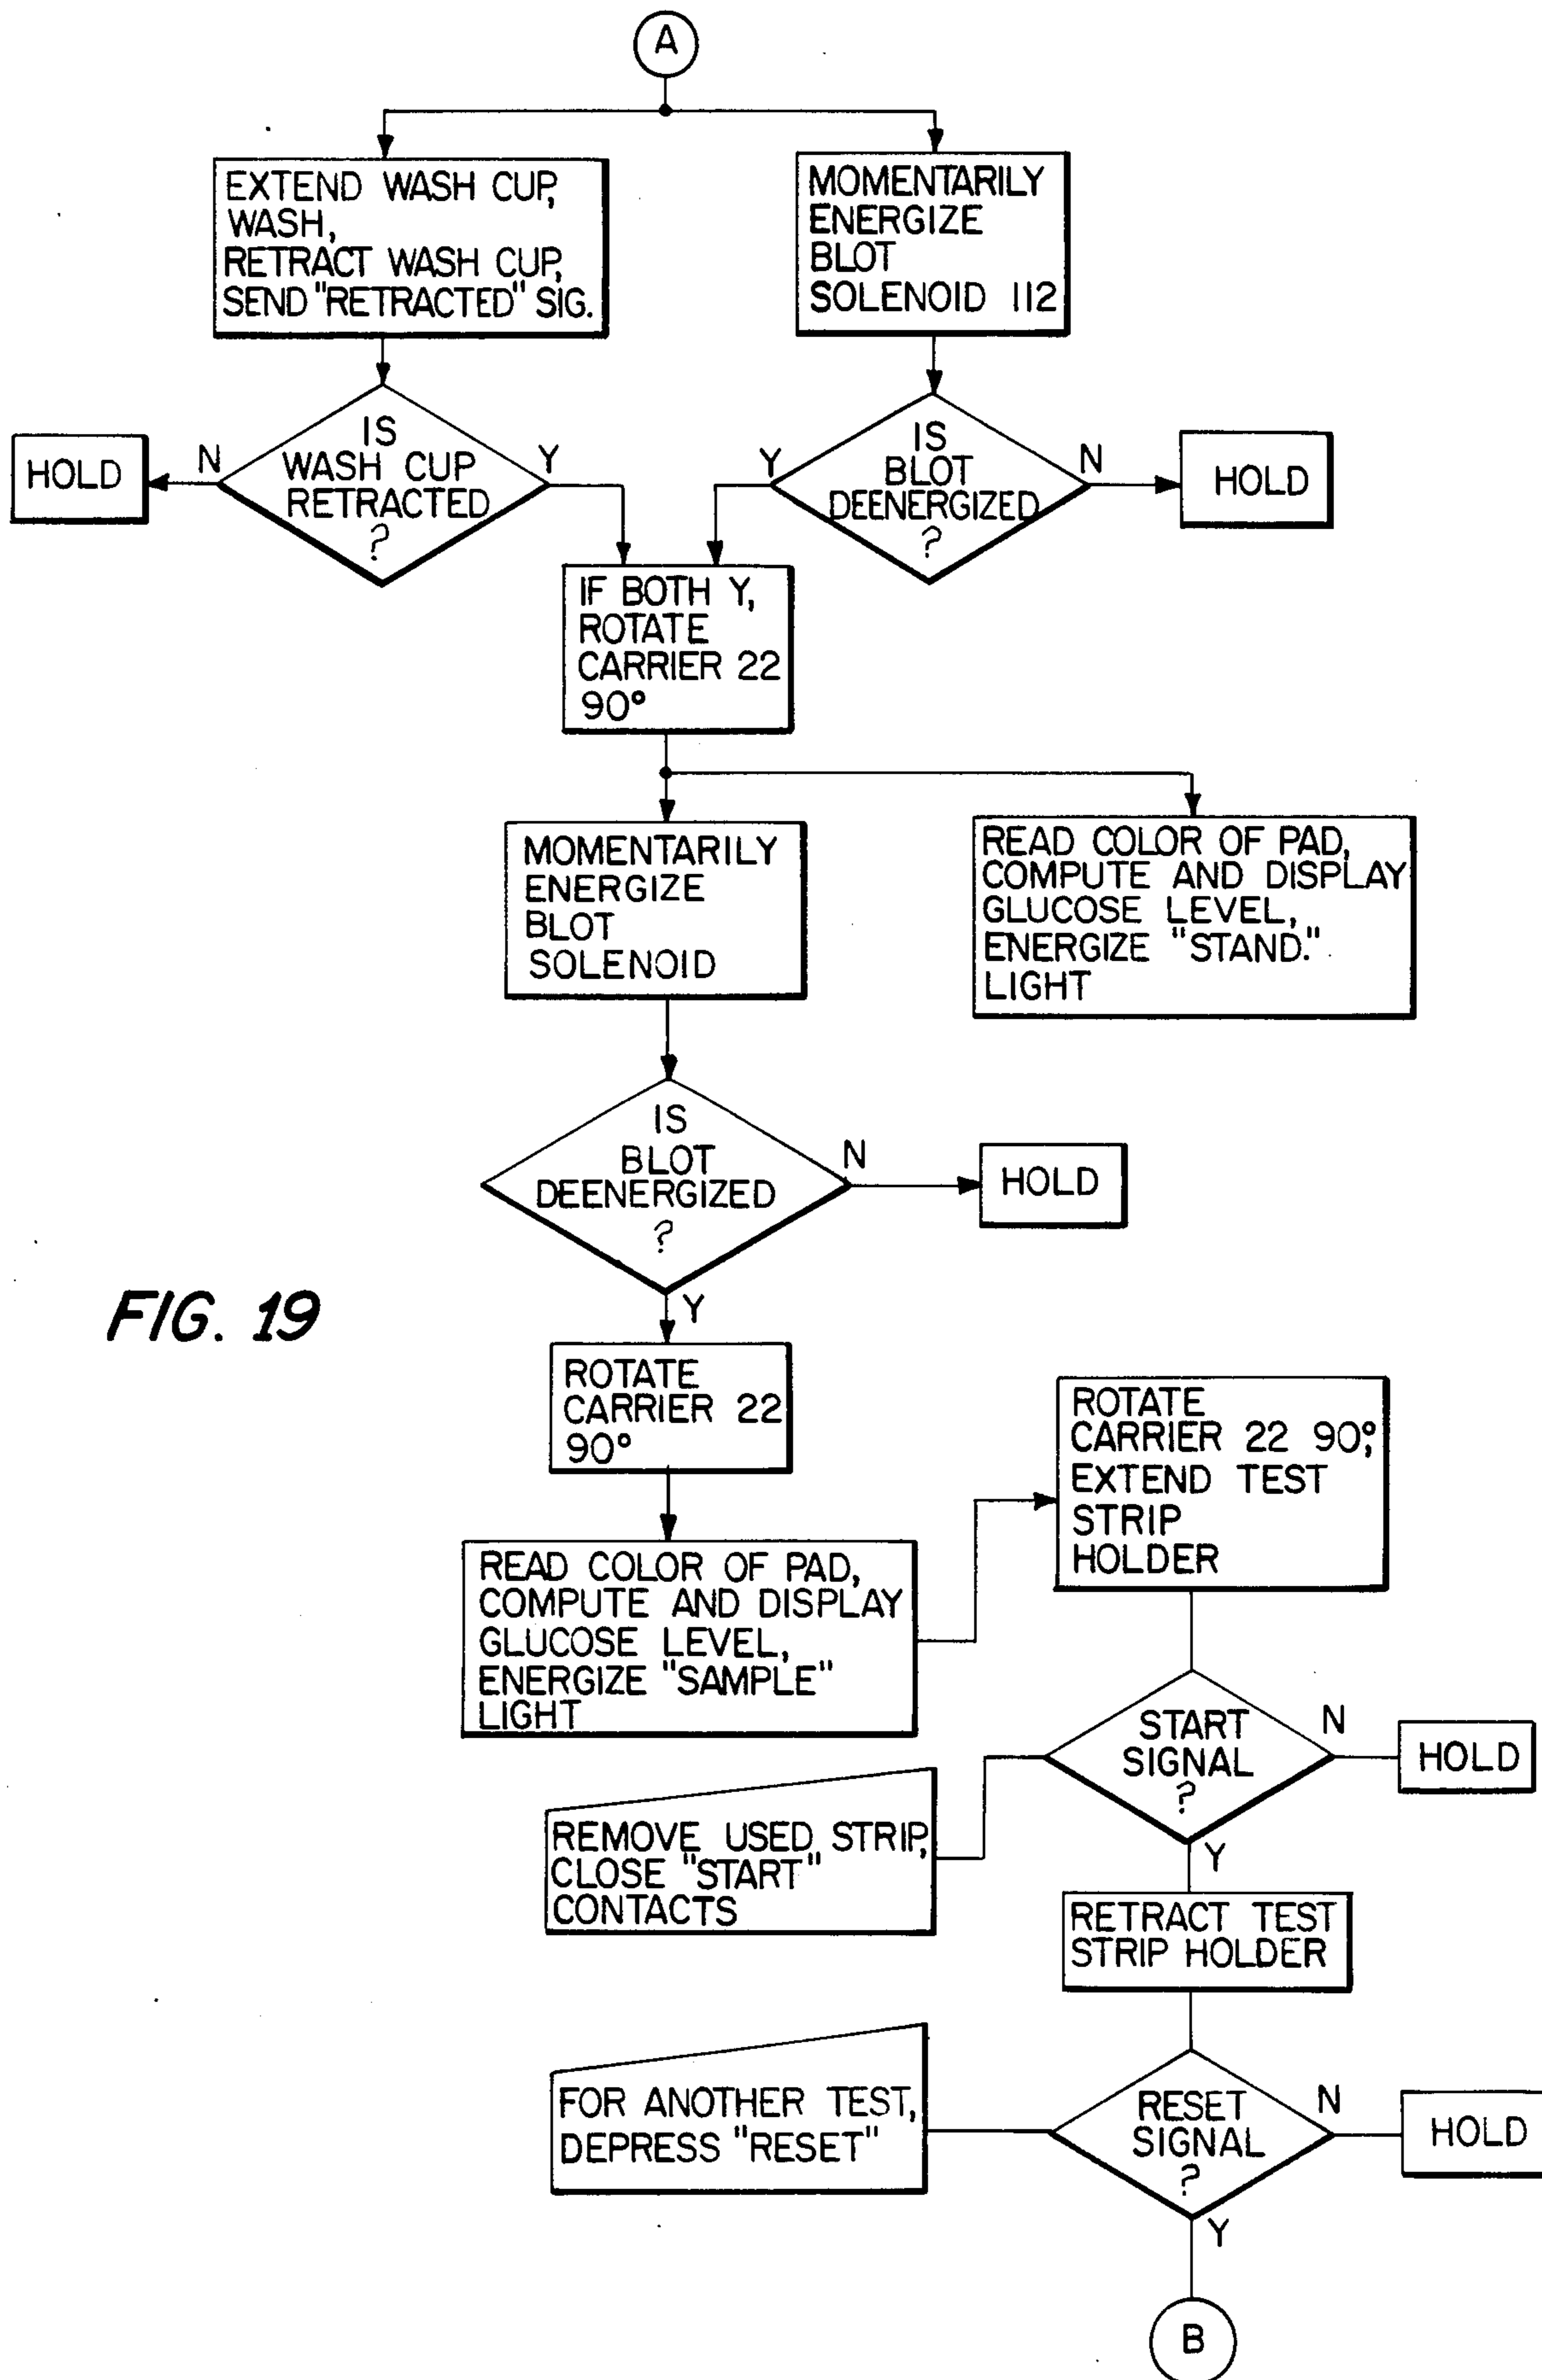 A
EXTEND WASH CUP,
WASH,
RETRACT WASH CUP,
SEND "RETRACTED" SIG.
MOMENTARILY
ENERGIZE
BLOT
SOLENOID 112
IS
WASH CUP
RETRACTED
?
N
Y
HOLD
IS
BLOT
DEENERGIZED
?
Y
N
HOLD
IF BOTH Y,
ROTATE
CARRIER 22
90°
MOMENTARILY
ENERGIZE
BLOT
SOLENOID
READ COLOR OF PAD,
COMPUTE AND DISPLAY
GLUCOSE LEVEL,
ENERGIZE "STAND."
LIGHT
IS
BLOT
DEENERGIZED
?
N
HOLD
Y
FIG. 19
ROTATE
CARRIER 22
90°
READ COLOR OF PAD,
COMPUTE AND DISPLAY
GLUCOSE LEVEL,
ENERGIZE "SAMPLE"
LIGHT
ROTATE
CARRIER 22 90°,
EXTEND TEST
STRIP
HOLDER
START
SIGNAL
?
N
HOLD
Y
REMOVE USED STRIP,
CLOSE "START"
CONTACTS
RETRACT TEST
STRIP HOLDER
FOR ANOTHER TEST,
DEPRESS "RESET"
RESET
SIGNAL
?
N
HOLD
Y
B